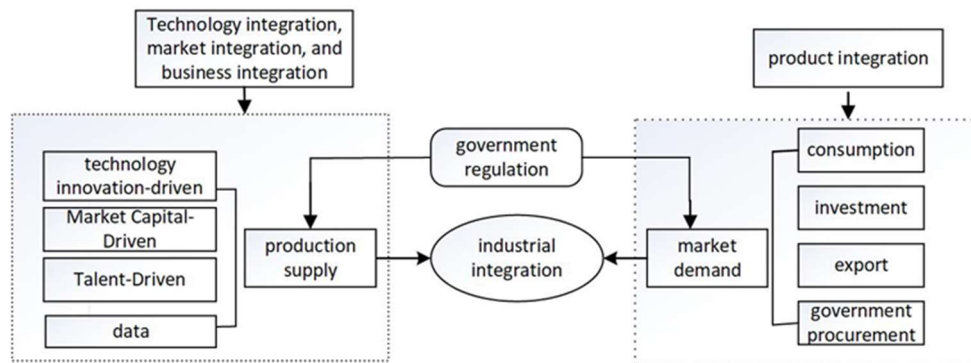 Technology integration,
market integration, and
business integration
product integration
technology
innovation-driven
Market Capital-
Driven
Talent-Driven
data
production
supply
government
regulation
industrial
integration
market
demand
consumption
investment
export
government
procurement